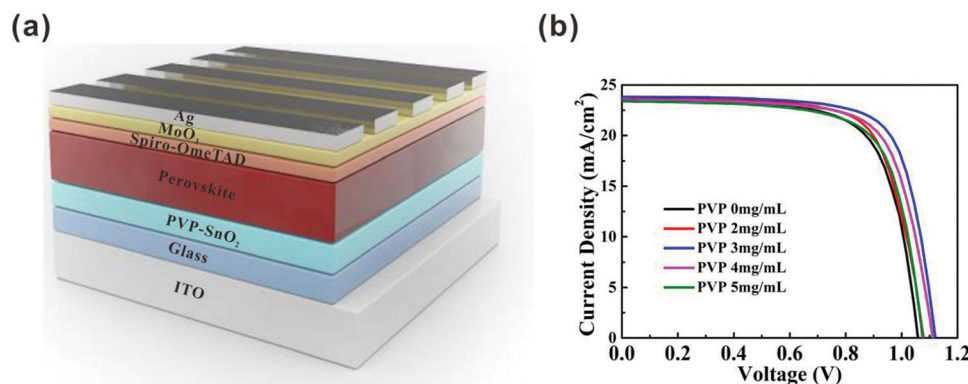 (a)
Ag
MoO₃
Spiro-OmeTAD
Perovskite
PVP-SnO₂
Glass
ITO
(b)
Current Density (mA/cm²)
25
20
15
10
5
0
PVP 0mg/mL
PVP 2mg/mL
PVP 3mg/mL
PVP 4mg/mL
PVP 5mg/mL
0.0 0.2 0.4 0.6 0.8 1.0 1.2
Voltage (V)